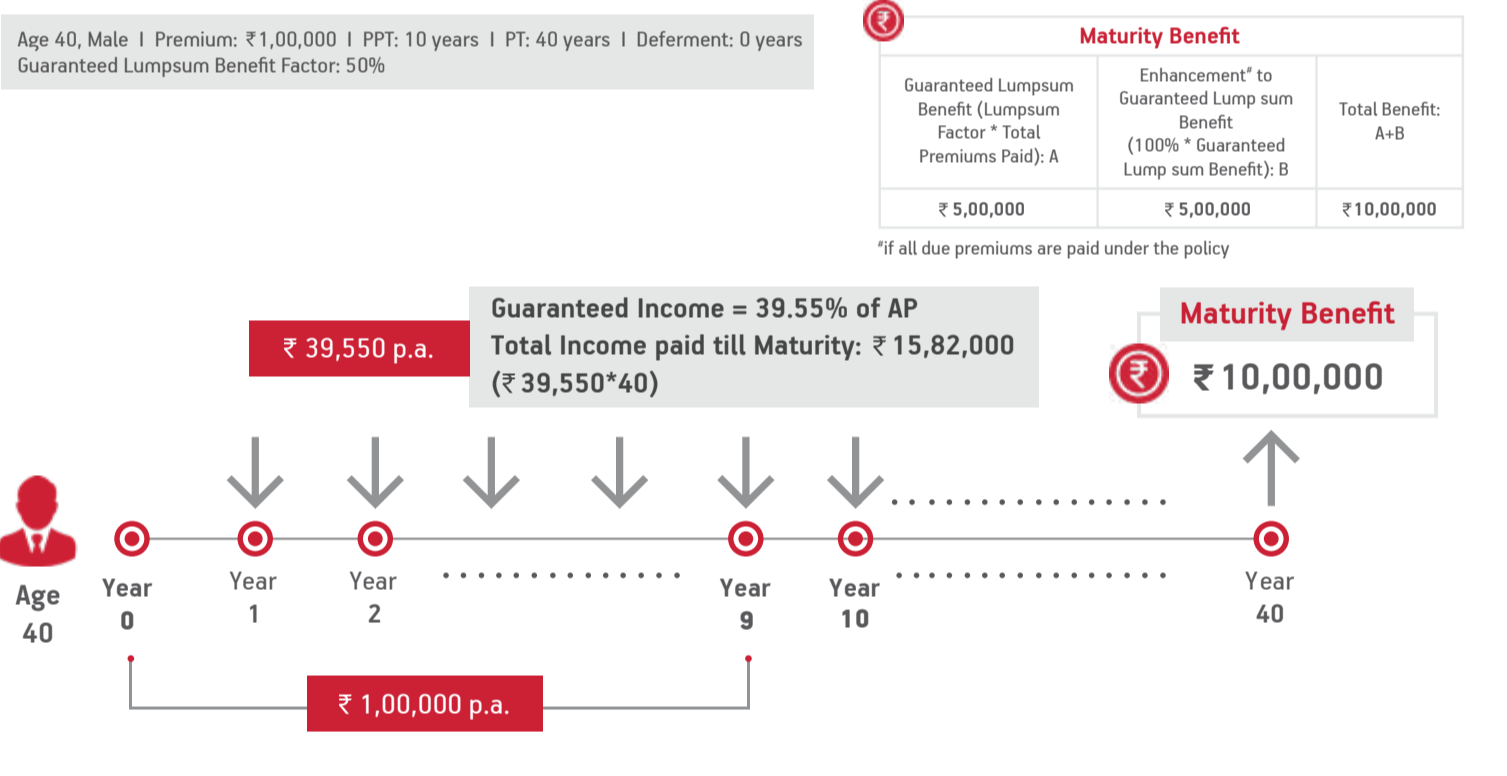 Age 40, Male I Premium: ₹1,00,000 I PPT: 10 years I PT: 40 years I Deferment: 0 years
Guaranteed Lumpsum Benefit Factor: 50%
₹
Maturity Benefit
Guaranteed Lumpsum
Benefit (Lumpsum
Factor * Total
Premiums Paid): A
Enhancement# to
Guaranteed Lump sum
Benefit
(100% * Guaranteed
Lump sum Benefit): B
Total Benefit:
A+B
₹ 5,00,000
₹ 5,00,000
₹10,00,000
#if all due premiums are paid under the policy
₹ 39,550 p.a.
Guaranteed Income = 39.55% of AP
Total Income paid till Maturity: ₹ 15,82,000
(₹ 39,550*40)
Maturity Benefit
₹
₹ 10,00,000
Age
40
Year
0
Year
1
Year
2
Year
9
Year
10
Year
40
₹ 1,00,000 p.a.